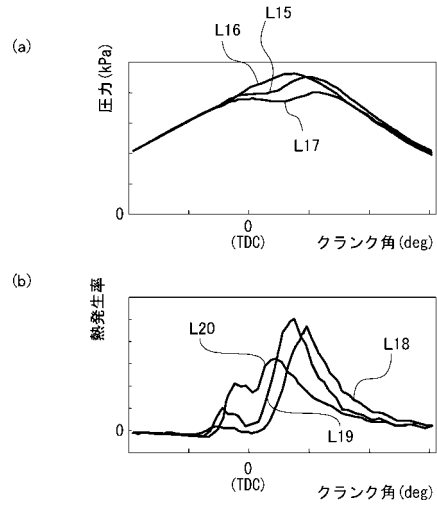 (a)
圧力(kPa)
L16
L15
L17
0
0
(TDC)
クランク角(deg)
(b)
熱発生率
L20
L18
L19
0
0
(TDC)
クランク角(deg)